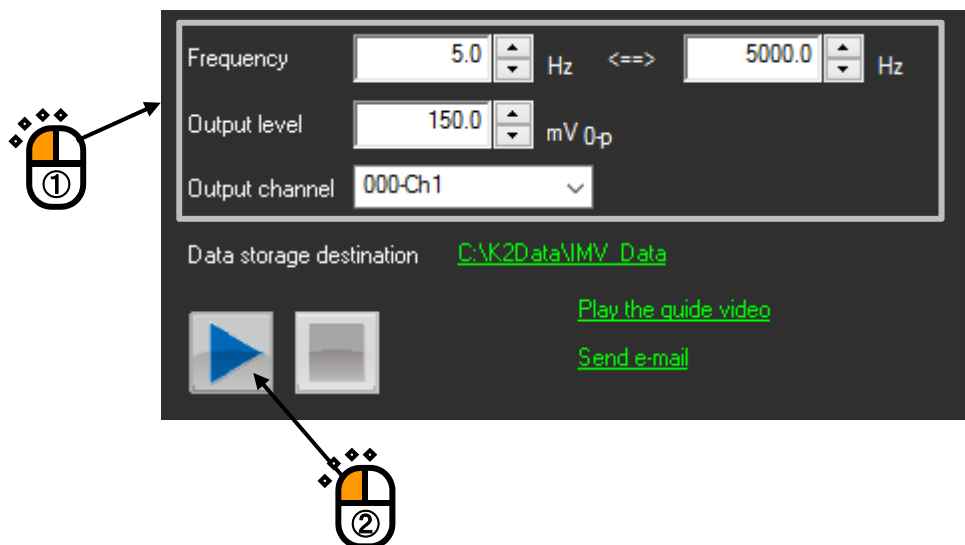 Frequency 5.0 Hz <==> 5000.0 Hz
Output level 150.0 mV 0-p
Output channel 000-Ch1
Data storage destination C:\K2Data\IMV_Data
Play the guide video
Send e-mail
①
②